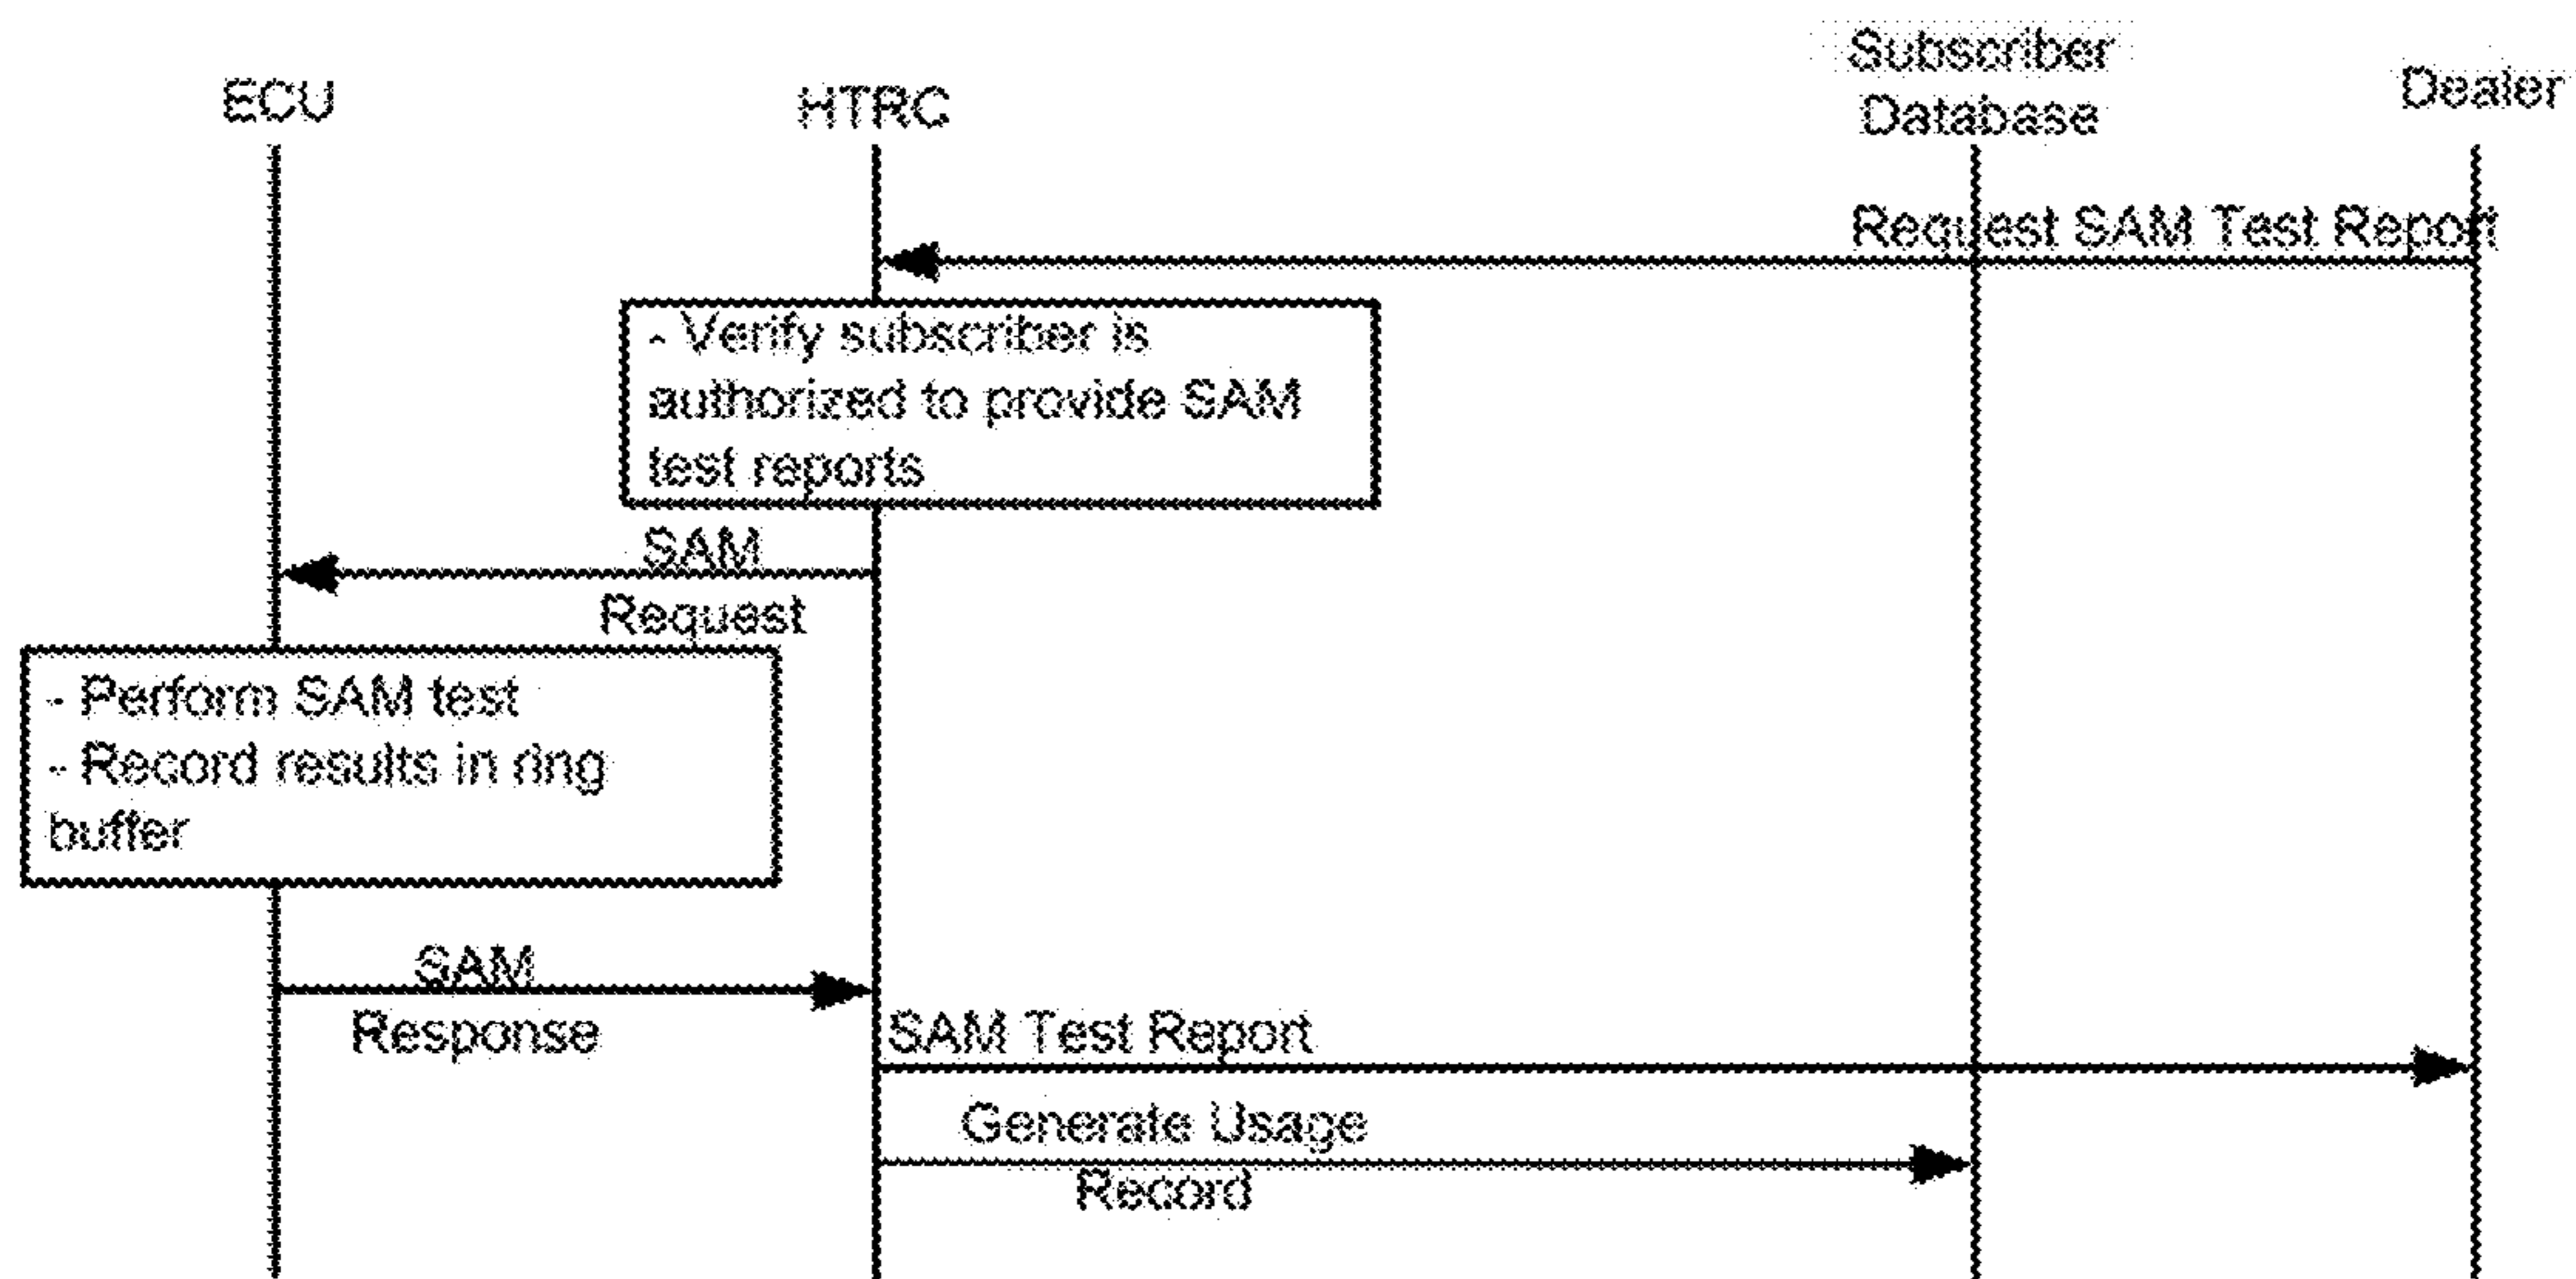 ECU
HTRC
Subscriber
Database
Dealer
Request SAM Test Report
- Verify subscriber is
authorized to provide SAM
test reports
SAM
Request
- Perform SAM test
- Record results in ring
buffer
SAM
Response
SAM Test Report
Generate Usage
Record